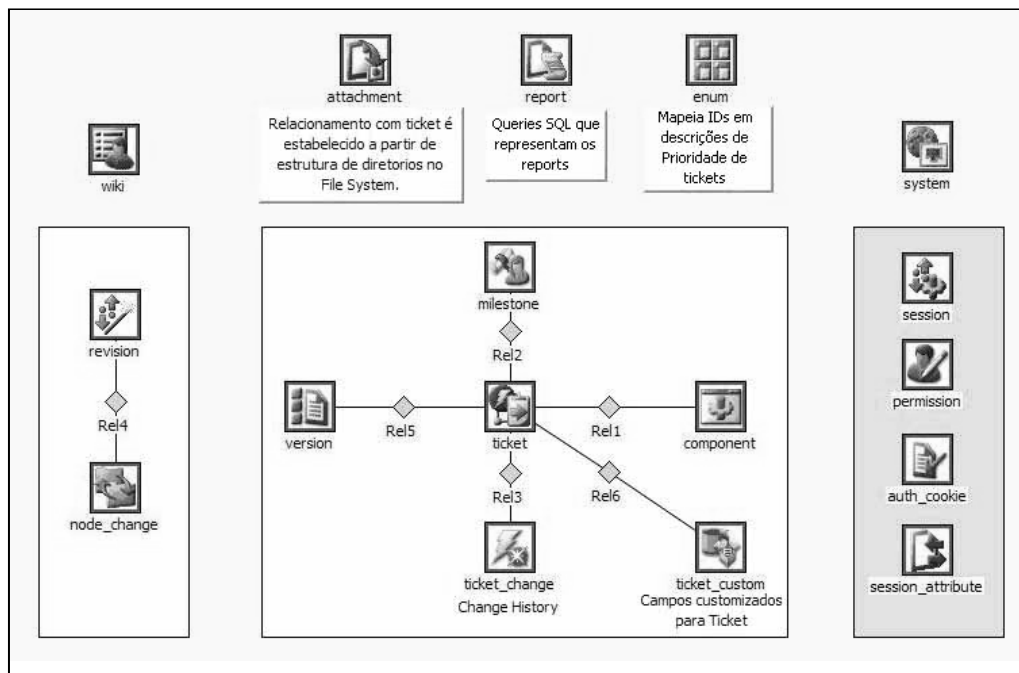 attachment
Relacionamento com ticket é
estabelecido a partir de
estrutura de diretorios no
File System.
report
Queries SQL que
representam os
reports
enum
Mapeia IDs em
descrições de
Prioridade de
tickets
wiki
system
revision
Rel4
node_change
milestone
Rel2
version
Rel5
ticket
Rel1
component
Rel3
Rel6
ticket_change
Change History
ticket_custom
Campos customizados
para Ticket
session
permission
auth_cookie
session_attribute